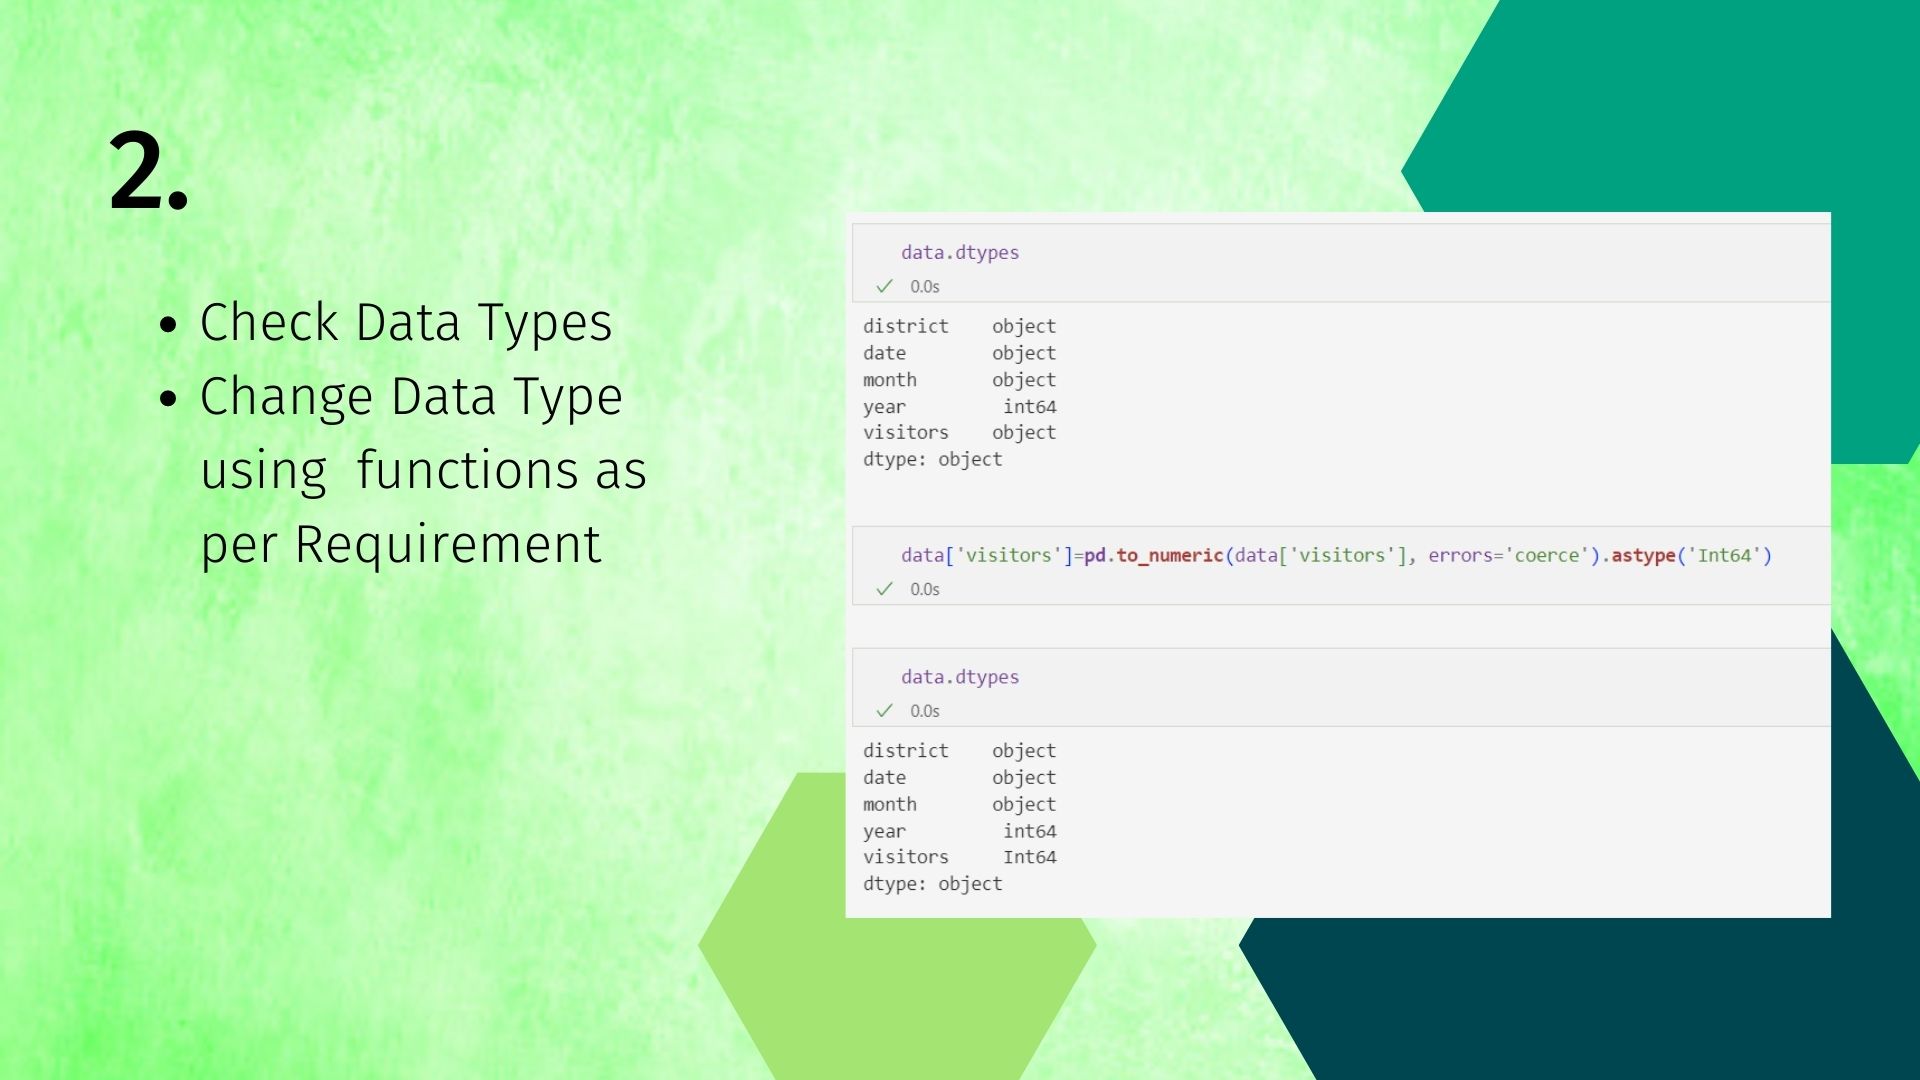 2.
• Check Data Types
• Change Data Type
using  functions as
per Requirement
data.dtypes
✓ 0.0s
district    object
date        object
month       object
year         int64
visitors    object
dtype: object
data['visitors']=pd.to_numeric(data['visitors'], errors='coerce').astype('Int64')
✓ 0.0s
data.dtypes
✓ 0.0s
district    object
date        object
month       object
year         int64
visitors     Int64
dtype: object